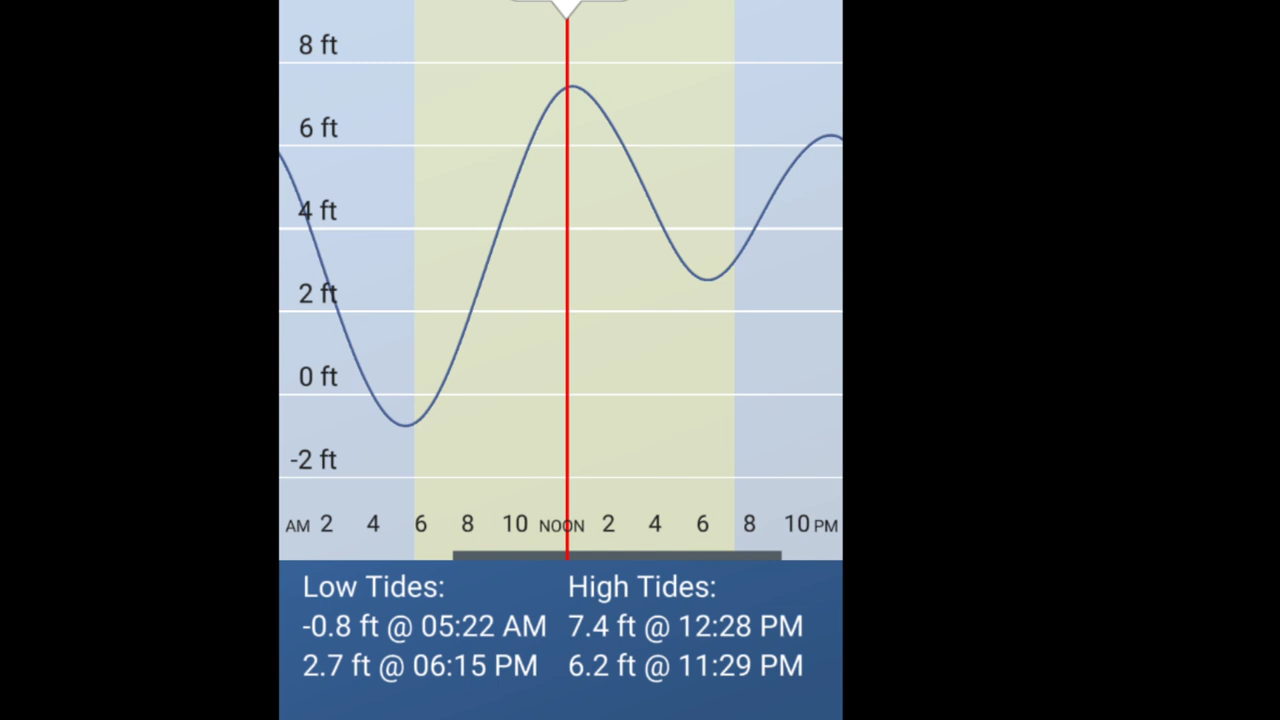 8 ft
6 ft
4 ft
2 ft
0 ft
-2 ft
AM 2 4 6 8 10 NOON 2 4 6 8 10 PM
Low Tides: High Tides:
-0.8 ft @ 05:22 AM 7.4 ft @ 12:28 PM
2.7 ft @ 06:15 PM 6.2 ft @ 11:29 PM